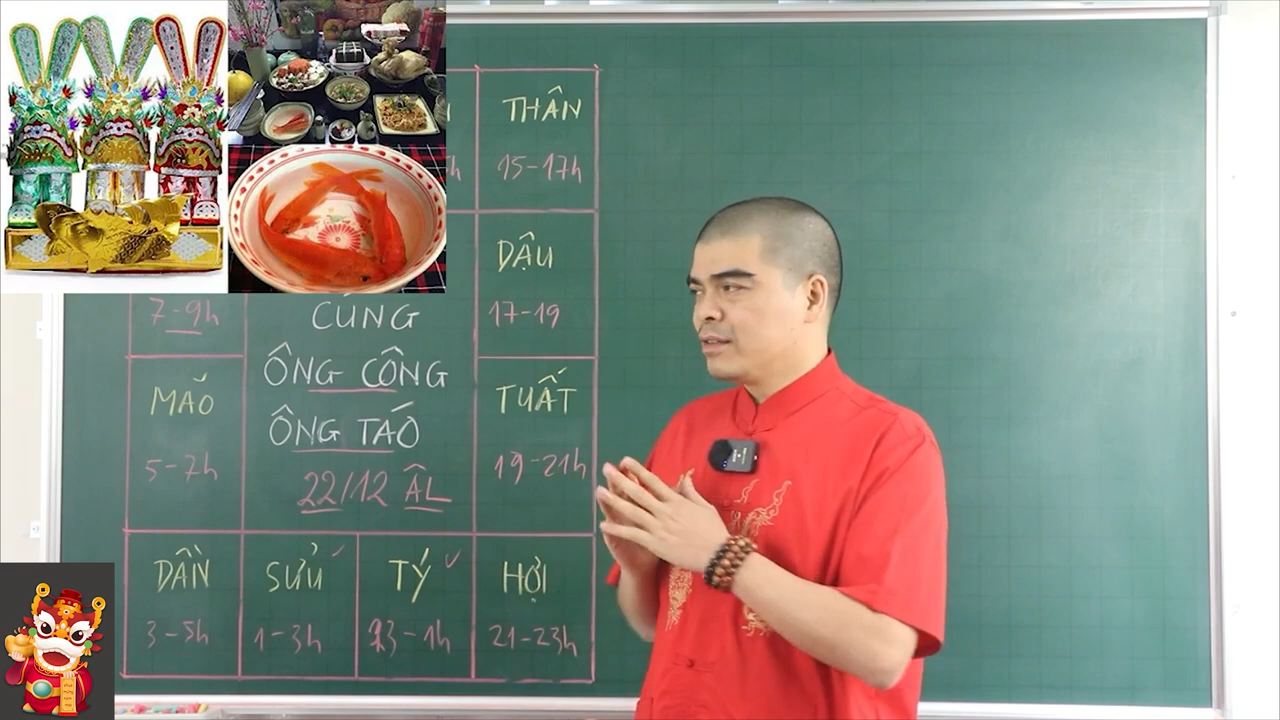 THÂN
15-17h
DẬU
17-19
7-9h
CÚNG
ÔNG CÔNG
ÔNG TÁO
22/12 ÂL
MÃO
5-7h
TUẤT
19-21h
DẦN
3-5h
SỬU
1-3h
TÝ
23-1h
HỢI
21-23h